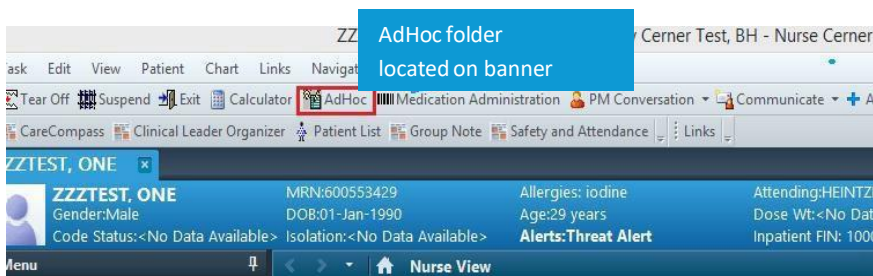 ZZ
AdHoc folder
Cerner Test, BH - Nurse Cerner
located on banner
Task Edit View Patient Chart Links Navigat
Tear Off Suspend Exit Calculator AdHoc Medication Administration PM Conversation Communicate A
CareCompass Clinical Leader Organizer Patient List Group Note Safety and Attendance Links
ZZTEST, ONE
ZZZTEST, ONE MRN:600553429 Allergies: iodine Attending:HEINTZ
Gender:Male DOB:01-Jan-1990 Age:29 years Dose Wt:<No Dat
Code Status:<No Data Available> Isolation:<No Data Available> Alerts:Threat Alert Inpatient FIN: 100
Menu Nurse View